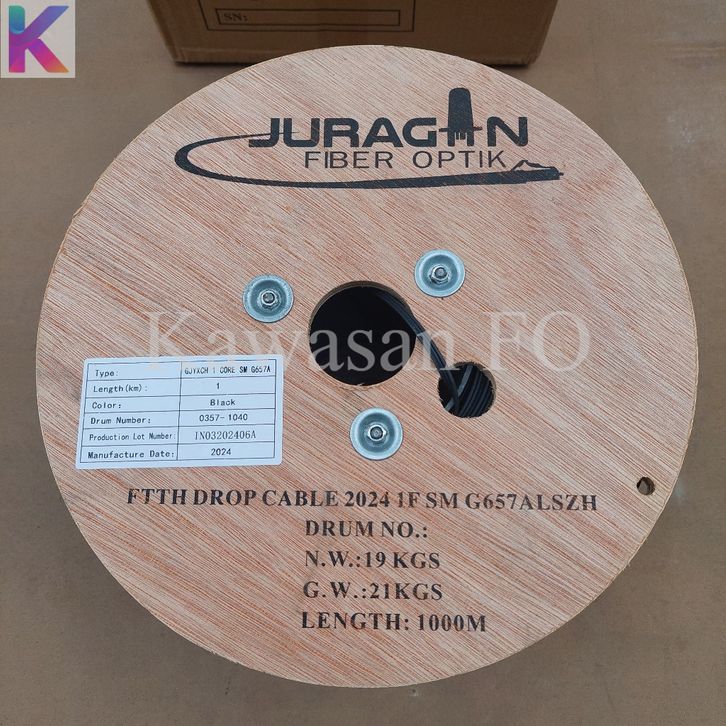 K
SN:
JURAGAN
FIBER OPTIK
Kawasan FO
Type: GJYXCH 1 CORE SM G657A
Length(km): 1
Color: Black
Drum Number: 0357-1040
Production Lot Number: IN03202406A
Manufacture Date: 2024
FTTH DROP CABLE 2024 1F SM G657ALSZH
DRUM NO.:
N.W.:19 KGS
G.W.:21KGS
LENGTH: 1000M